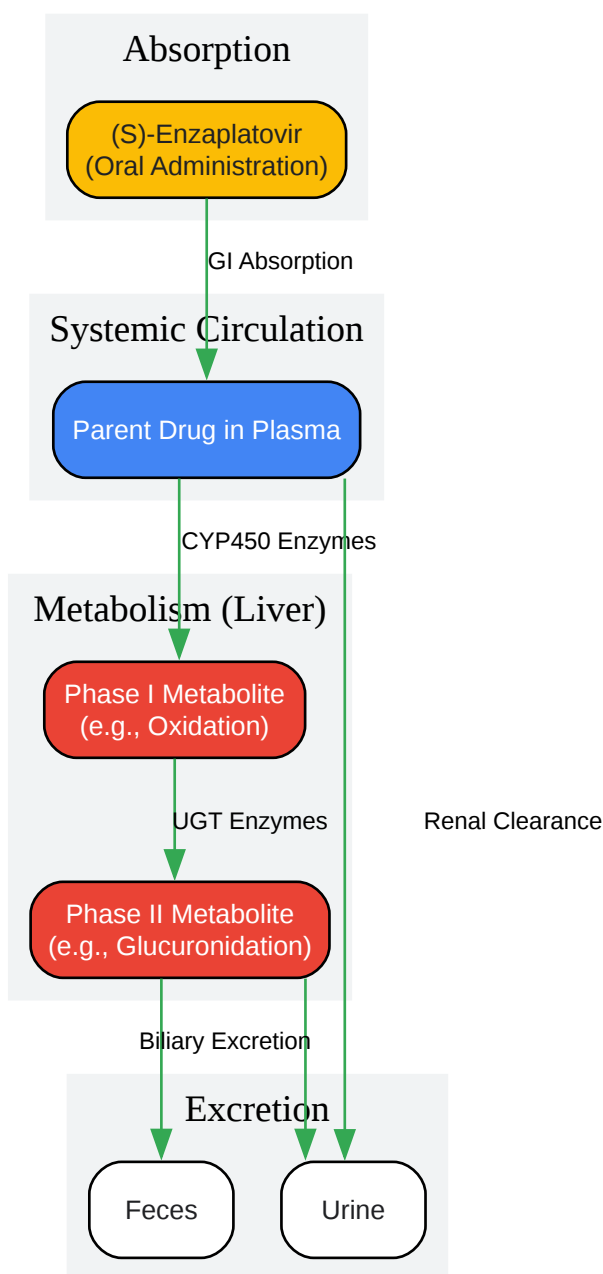 Absorption
(S)-Enzaplatovir
(Oral Administration)
GI Absorption
Systemic Circulation
Parent Drug in Plasma
CYP450 Enzymes
Metabolism (Liver)
Phase I Metabolite
(e.g., Oxidation)
UGT Enzymes
Renal Clearance
Phase II Metabolite
(e.g., Glucuronidation)
Biliary Excretion
Excretion
Feces
Urine